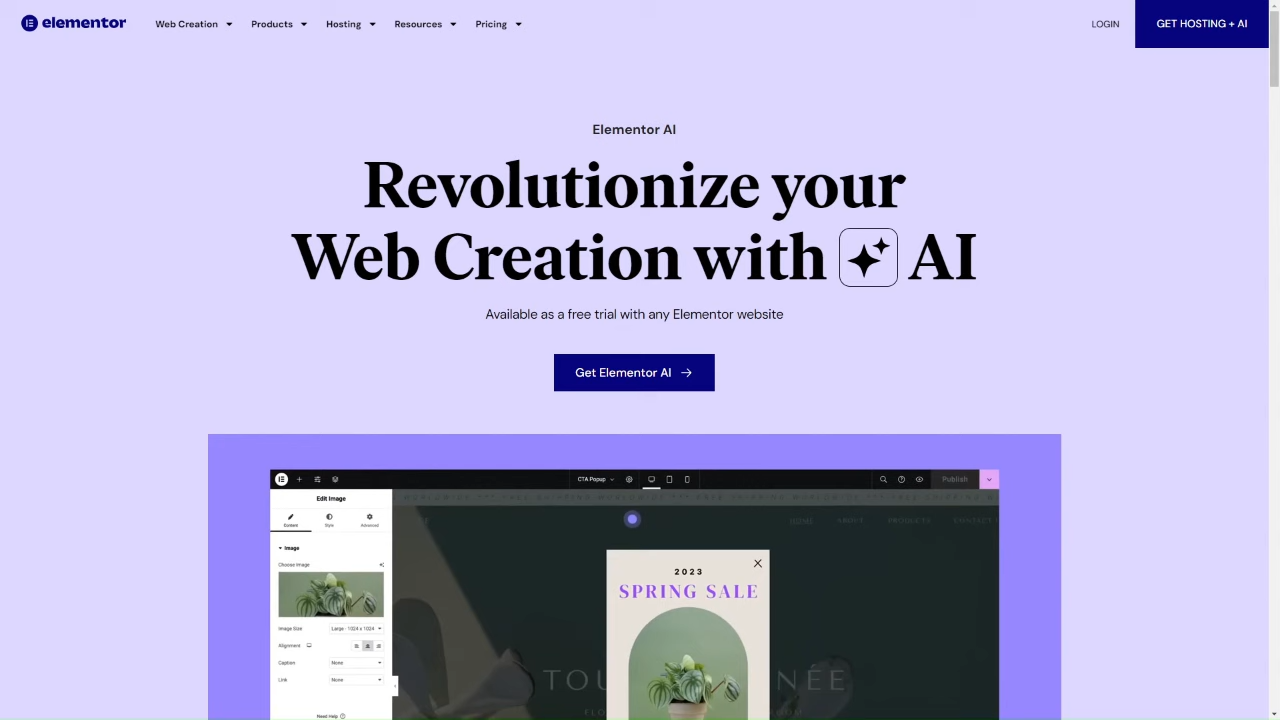 elementor
Web Creation
Products
Hosting
Resources
Pricing
LOGIN
GET HOSTING + AI
Elementor AI
Revolutionize your
Web Creation with AI
Available as a free trial with any Elementor website
Get Elementor AI
CTA Popup
Publish
Edit Image
Content
Style
Advanced
Image
Choose Image
Image Size
Large - 1024 x 1024
Alignment
Caption
None
Link
None
Need Help
HOME
ABOUT
PRODUCTS
CONTACT
2023
SPRING SALE